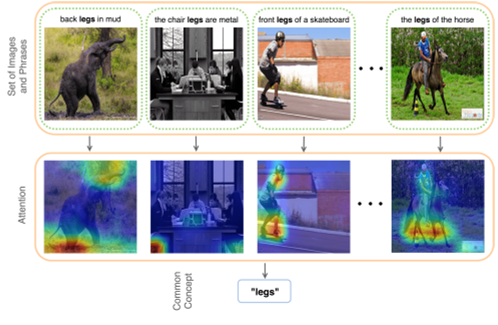 back legs in mud
the chair legs are metal
front legs of a skateboard
the legs of the horse
Set of Images
and Phrases
Attention
Common
Concept
"legs"